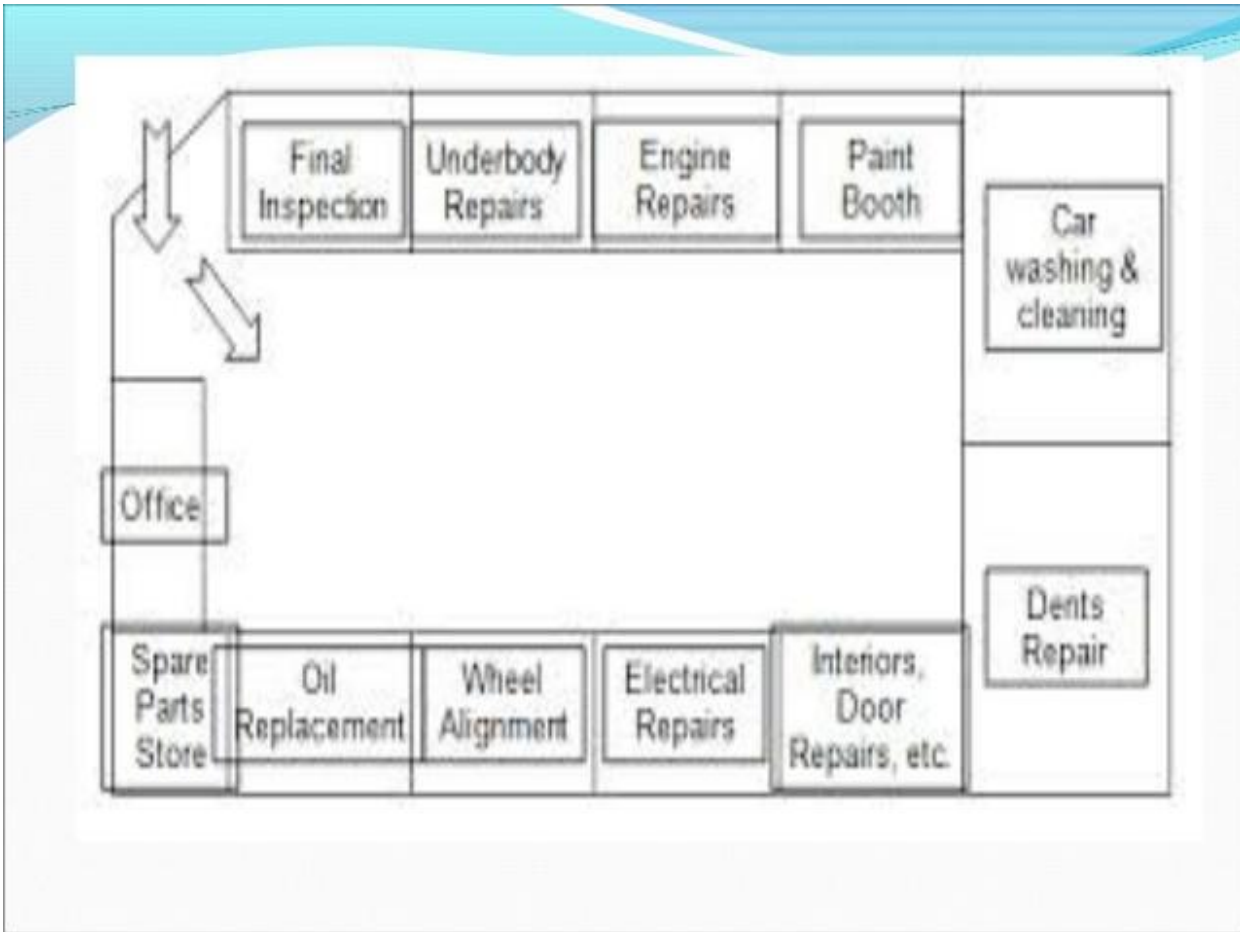 Final
Inspection
Underbody
Repairs
Engine
Repairs
Paint
Booth
Car
washing &
cleaning
Office
Dents
Repair
Spare
Parts
Store
Oil
Replacement
Wheel
Alignment
Electrical
Repairs
Interiors,
Door
Repairs, etc.